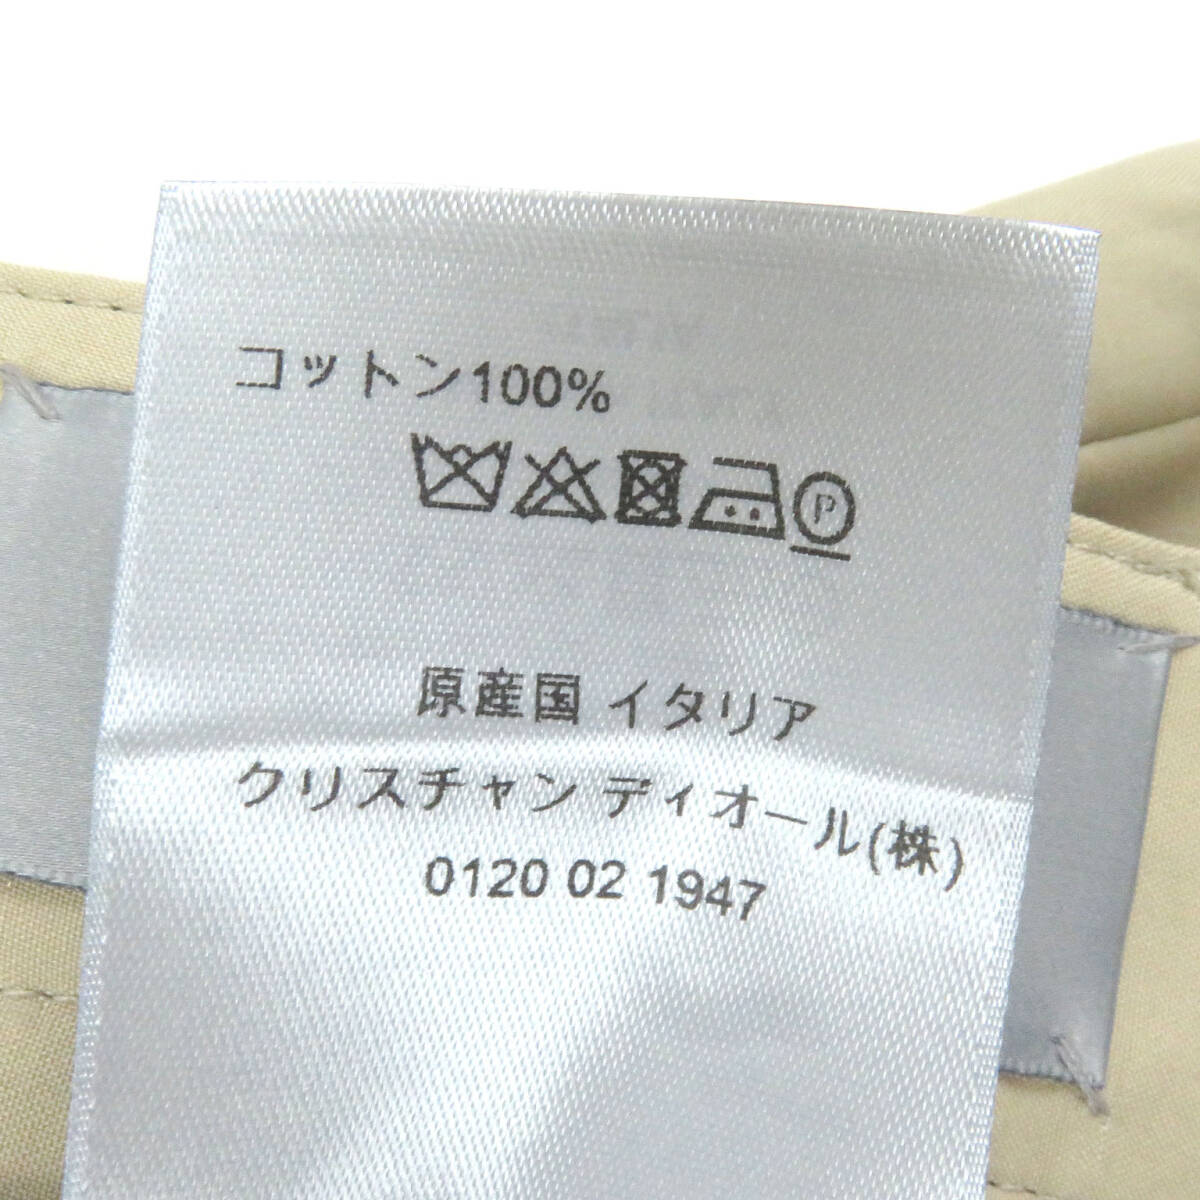 コットン100%
P
原産国 イタリア
クリスチャン ディオール(株)
0120 02 1947